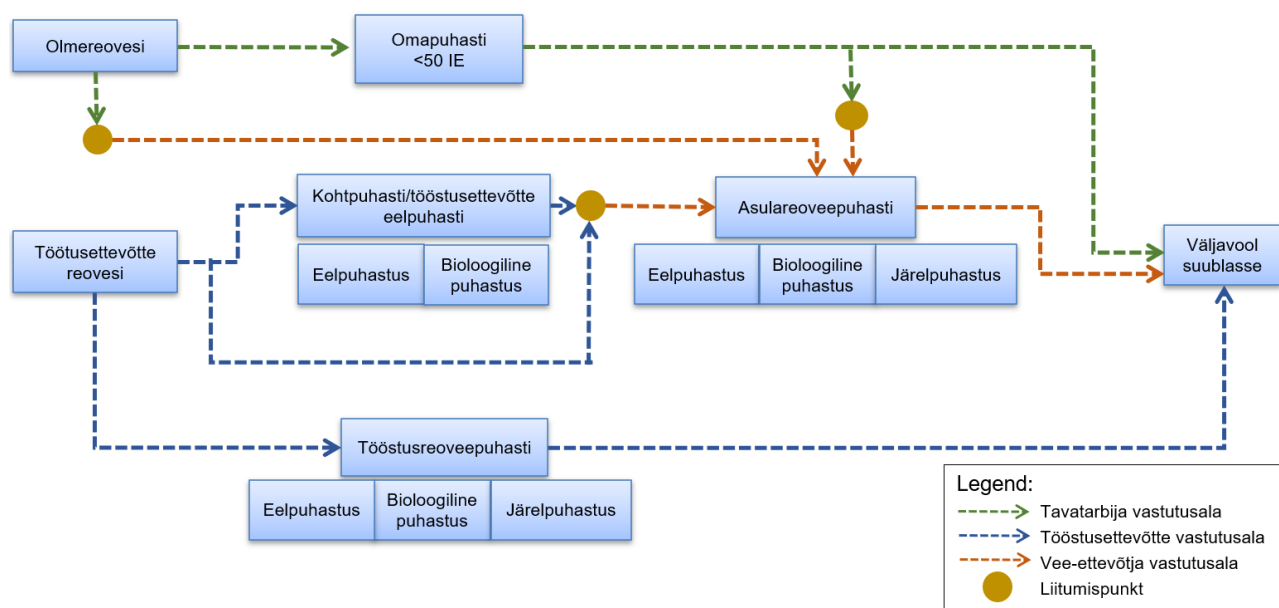 Olmereovesi
Omapuhasti
<50 IE
Kohtpuhasti/tööstusettevõtte
eelpuhasti
Asulareoveepuhasti
Töötusettevõtte
reovesi
Väljavool
suublasse
Eelpuhastus
Bioloogiline
puhastus
Eelpuhastus
Bioloogiline
puhastus
Järelpuhastus
Tööstusreoveepuhasti
Eelpuhastus
Bioloogiline
puhastus
Järelpuhastus
Legend:
Tavatarbija vastutusala
Tööstusettevõtte vastutusala
Vee-ettevõtja vastutusala
Liitumispunkt